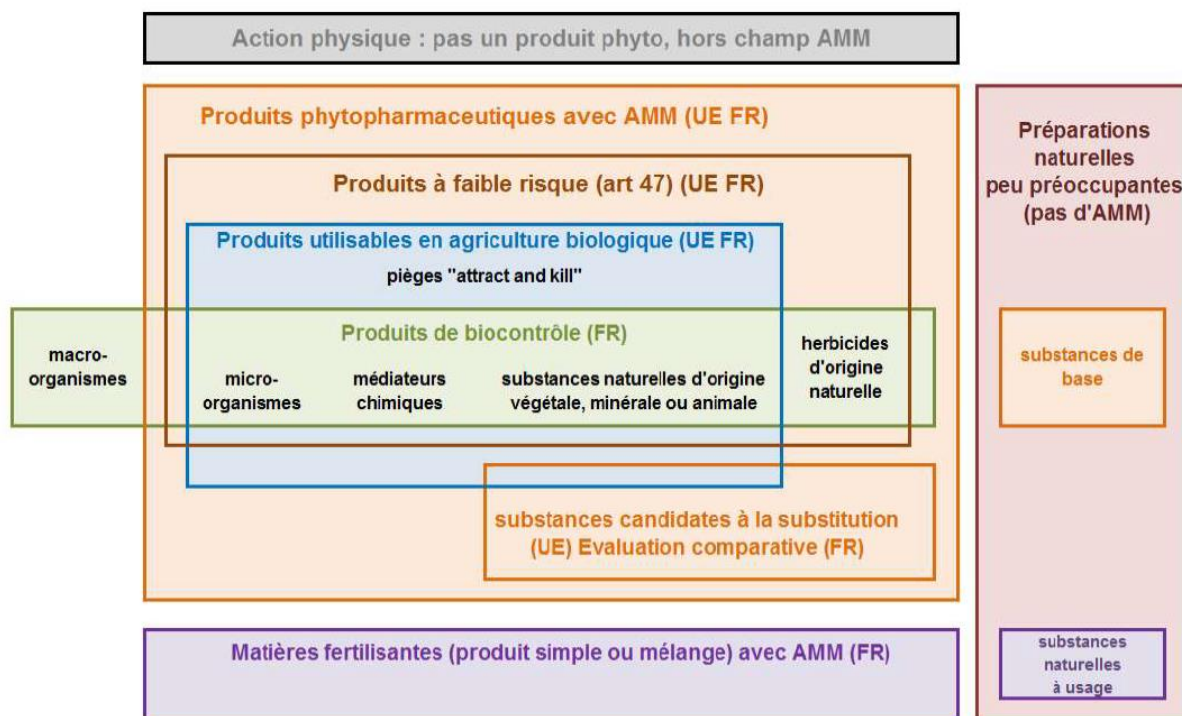 Action physique : pas un produit phyto, hors champ AMM
Produits phytopharmaceutiques avec AMM (UE FR)
Produits à faible risque (art 47) (UE FR)
Produits utilisables en agriculture biologique (UE FR)
pièges "attract and kill"
Produits de biocontrôle (FR)
macro-
organismes
micro-
organismes
médiateurs
chimiques
substances naturelles d'origine
végétale, minérale ou animale
herbicides
d'origine
naturelle
substances candidates à la substitution
(UE) Evaluation comparative (FR)
Matières fertilisantes (produit simple ou mélange) avec AMM (FR)
Préparations
naturelles
peu préoccupantes
(pas d'AMM)
substances de
base
substances
naturelles
à usage